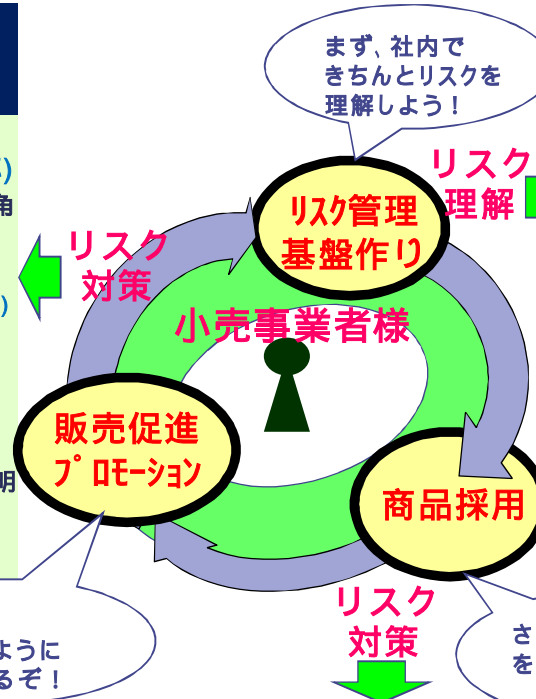 まず、社内で
きちんとリスクを
理解しよう！
リスク
理解
)
角
リスク管理
基盤作り
リスク
対策
)
小売事業者様
販売促進
プロモーション
明
商品採用
リスク
対策
ように
るぞ！
さ
を